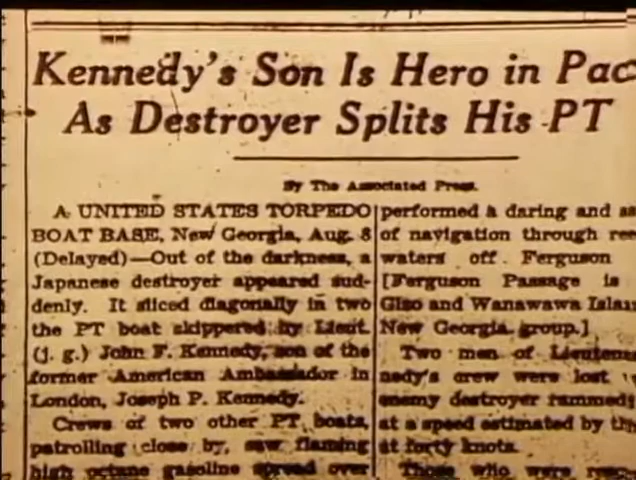 Kennedy's Son Is Hero in Pac
As Destroyer Splits His PT
By The Associated Press.
A UNITED STATES TORPEDO
BOAT BASE, New Georgia, Aug. 8
(Delayed)—Out of the darkness, a
Japanese destroyer appeared sud-
denly. It sliced diagonally in two
the PT boat skippered by Lieut.
(j. g.) John F. Kennedy, son of the
former American Ambassador in
London, Joseph P. Kennedy.
Crews of two other PT boats,
patrolling close by, saw flaming
high octane gasoline spread over
performed a daring and
of navigation through
waters off Ferguson
[Ferguson Passage is
Gizo and Wanawana
New Georgia group.]
Two men of
nedy's crew were lost
enemy destroyer rammed
at a speed estimated by
at forty knots.
Those who were